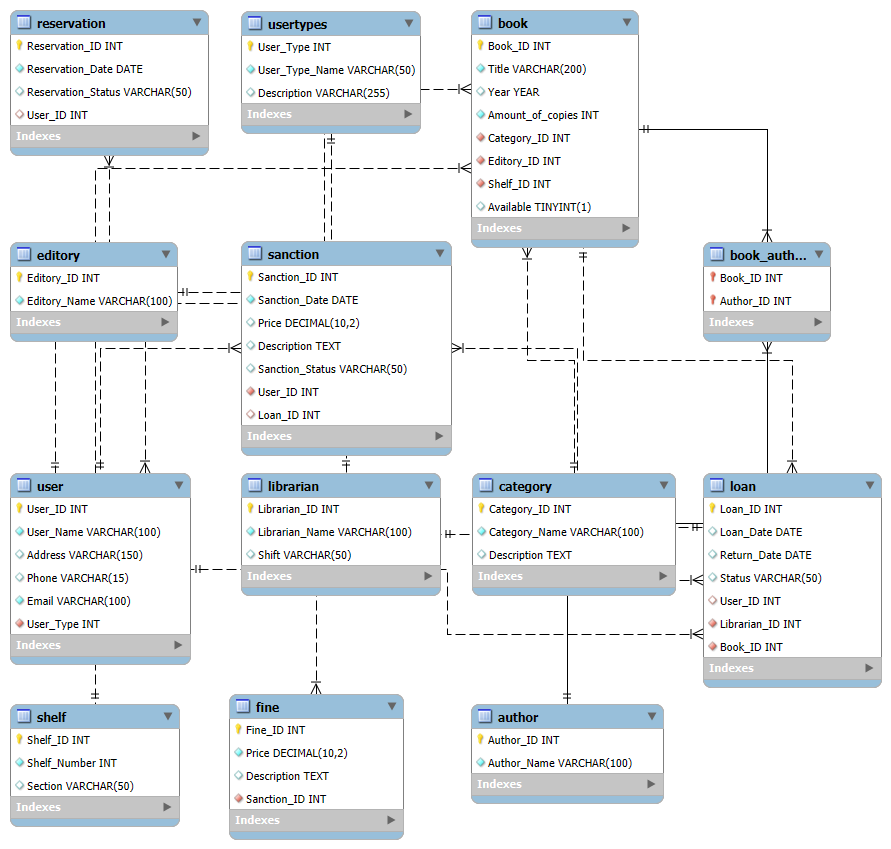 reservation
Reservation_ID INT
Reservation_Date DATE
Reservation_Status VARCHAR(50)
User_ID INT
Indexes
usertypes
User_Type INT
User_Type_Name VARCHAR(50)
Description VARCHAR(255)
Indexes
book
Book_ID INT
Title VARCHAR(200)
Year YEAR
Amount_of_copies INT
Category_ID INT
Editory_ID INT
Shelf_ID INT
Available TINYINT(1)
Indexes
editory
Editory_ID INT
Editory_Name VARCHAR(100)
Indexes
sanction
Sanction_ID INT
Sanction_Date DATE
Price DECIMAL(10,2)
Description TEXT
Sanction_Status VARCHAR(50)
User_ID INT
Loan_ID INT
Indexes
book_auth...
Book_ID INT
Author_ID INT
Indexes
user
User_ID INT
User_Name VARCHAR(100)
Address VARCHAR(150)
Phone VARCHAR(15)
Email VARCHAR(100)
User_Type INT
Indexes
librarian
Librarian_ID INT
Librarian_Name VARCHAR(100)
Shift VARCHAR(50)
Indexes
category
Category_ID INT
Category_Name VARCHAR(100)
Description TEXT
Indexes
loan
Loan_ID INT
Loan_Date DATE
Return_Date DATE
Status VARCHAR(50)
User_ID INT
Librarian_ID INT
Book_ID INT
Indexes
shelf
Shelf_ID INT
Shelf_Number INT
Section VARCHAR(50)
Indexes
fine
Fine_ID INT
Price DECIMAL(10,2)
Description TEXT
Sanction_ID INT
Indexes
author
Author_ID INT
Author_Name VARCHAR(100)
Indexes